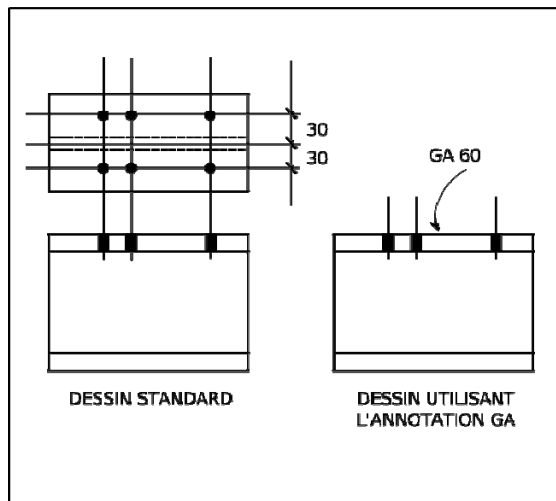 30
30
GA 60
DESSIN STANDARD
DESSIN UTILISANT
L'ANNOTATION GA